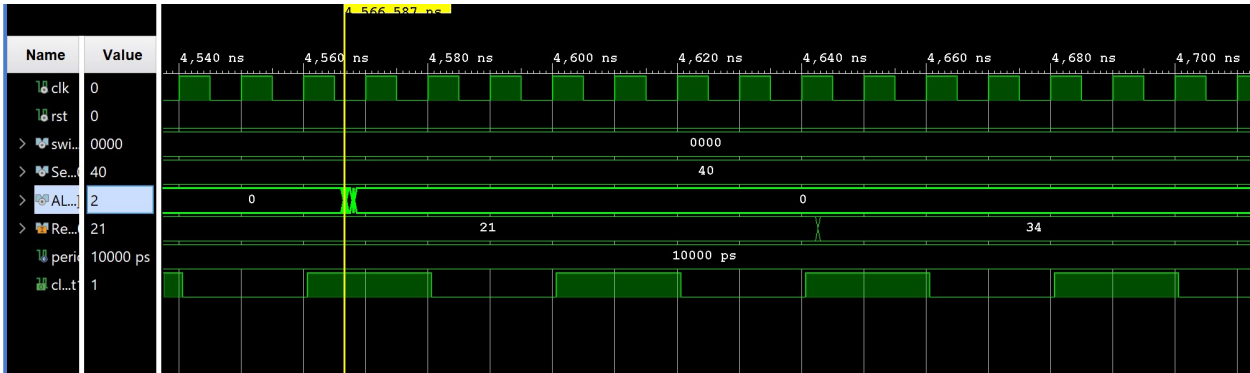 4,566.587 ns
Name Value
4,540 ns 4,560 ns 4,580 ns 4,600 ns 4,620 ns 4,640 ns 4,660 ns 4,680 ns 4,700 ns
clk 0
rst 0
swi... 0000 0000
Se... 40 40
AL...] 2 0 0
Re... 21 21 34
peri 10000 ps 10000 ps
cl...t 1